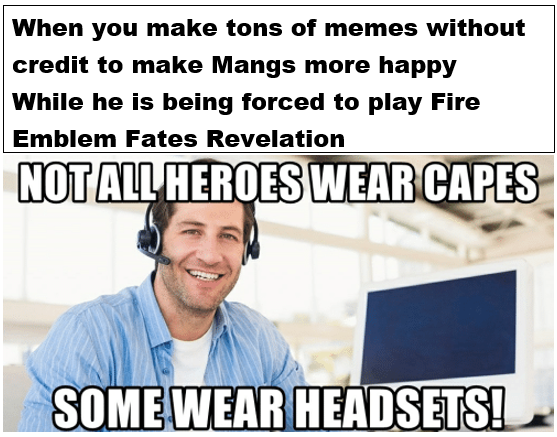 When you make tons of memes without
credit to make Mangs more happy
While he is being forced to play Fire
Emblem Fates Revelation
NOT ALL HEROES WEAR CAPES
SOME WEAR HEADSETS!